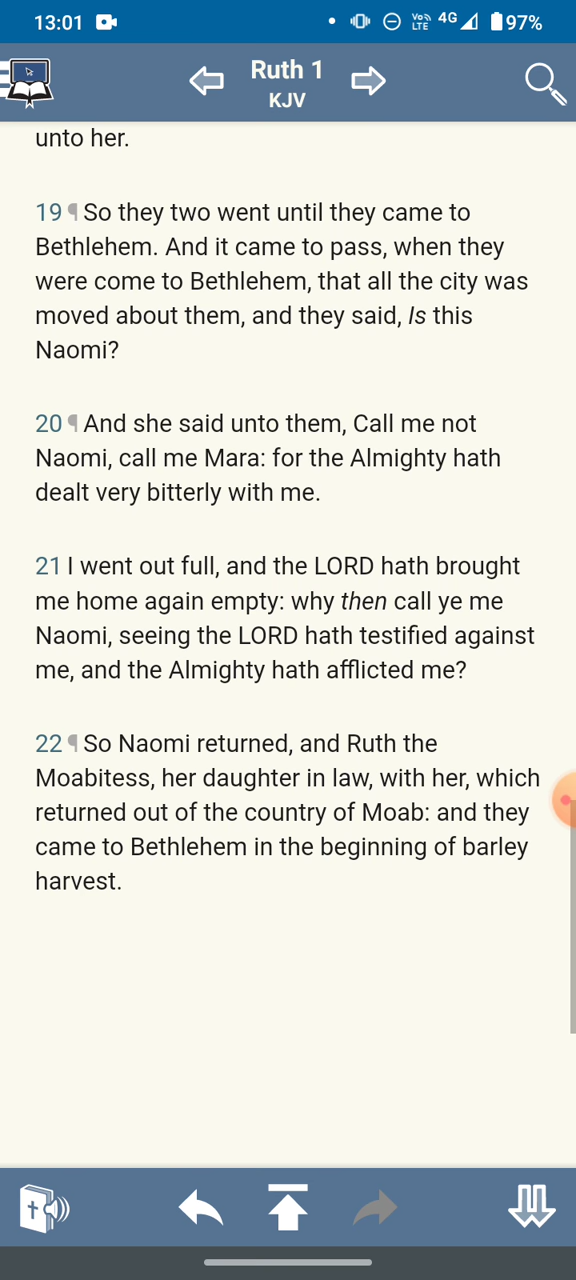 13:01
Vo LTE 4G 97%
Ruth 1
KJV
unto her.
19 ¶ So they two went until they came to
Bethlehem. And it came to pass, when they
were come to Bethlehem, that all the city was
moved about them, and they said, Is this
Naomi?
20 ¶ And she said unto them, Call me not
Naomi, call me Mara: for the Almighty hath
dealt very bitterly with me.
21 I went out full, and the LORD hath brought
me home again empty: why then call ye me
Naomi, seeing the LORD hath testified against
me, and the Almighty hath afflicted me?
22 ¶ So Naomi returned, and Ruth the
Moabitess, her daughter in law, with her, which
returned out of the country of Moab: and they
came to Bethlehem in the beginning of barley
harvest.